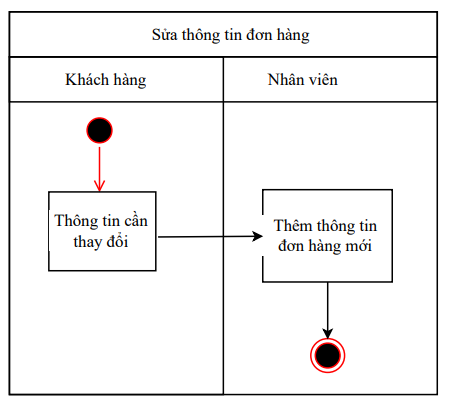 Sửa thông tin đơn hàng
Khách hàng
Nhân viên
Thông tin cần
thay đổi
Thêm thông tin
đơn hàng mới